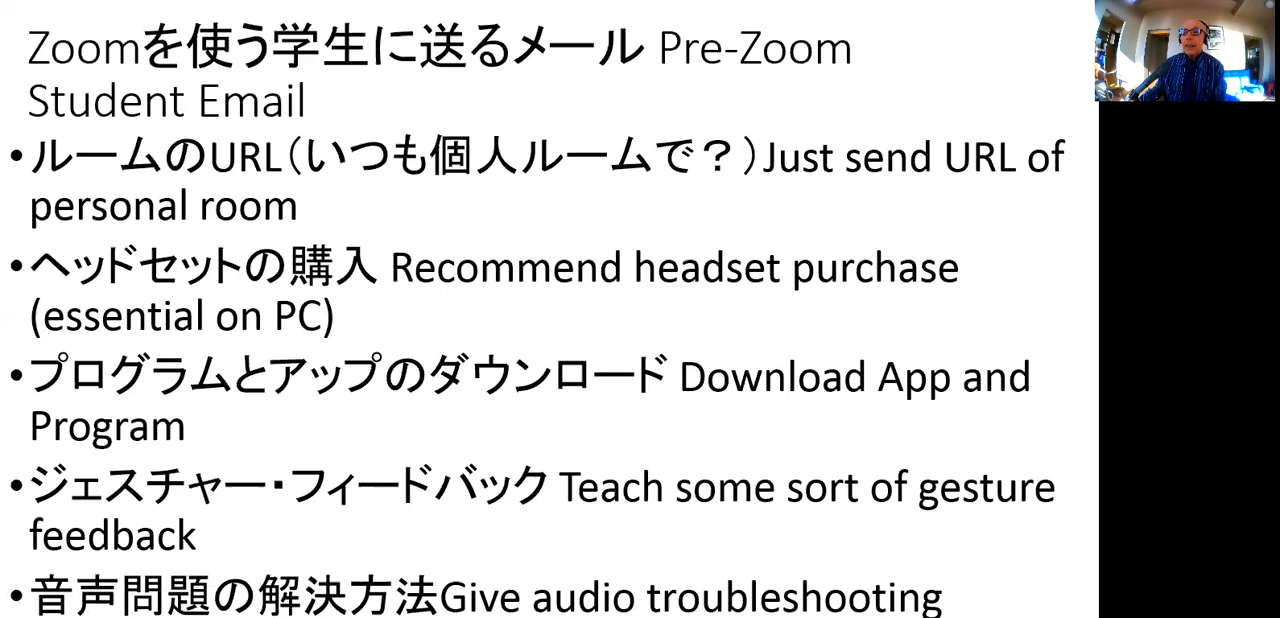 Zoomを使う学生に送るメール Pre-Zoom
Student Email
•ルームのURL（いつも個人ルームで？）Just send URL of
personal room
•ヘッドセットの購入 Recommend headset purchase
(essential on PC)
•プログラムとアップのダウンロード Download App and
Program
•ジェスチャー・フィードバック Teach some sort of gesture
feedback
•音声問題の解決方法Give audio troubleshooting